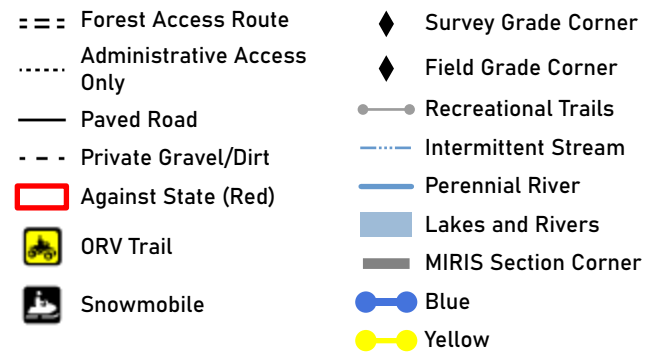 Forest Access Route
Administrative Access
Only
Paved Road
Private Gravel/Dirt
Against State (Red)
ORV Trail
Snowmobile
Survey Grade Corner
Field Grade Corner
Recreational Trails
Intermittent Stream
Perennial River
Lakes and Rivers
MIRIS Section Corner
Blue
Yellow